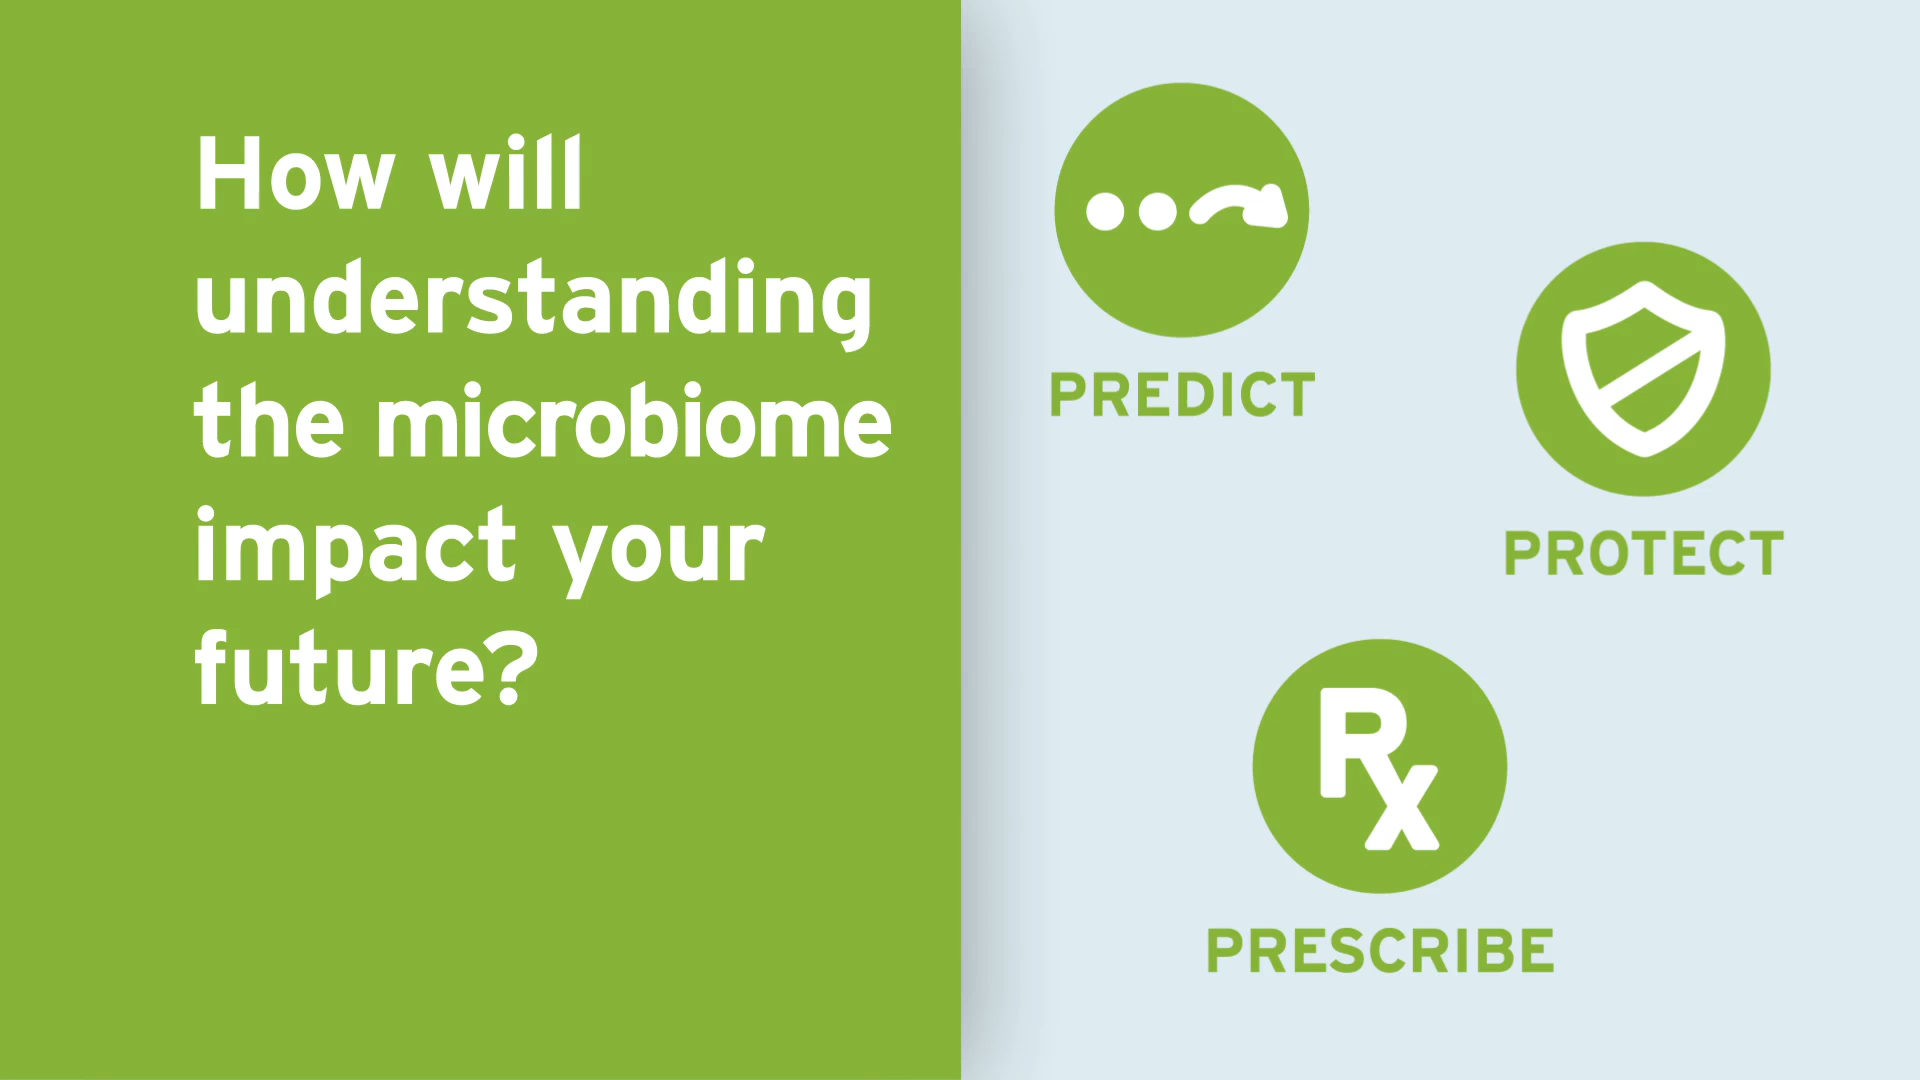 How will
understanding
the microbiome
impact your
future?
PREDICT
PROTECT
Rx
PRESCRIBE